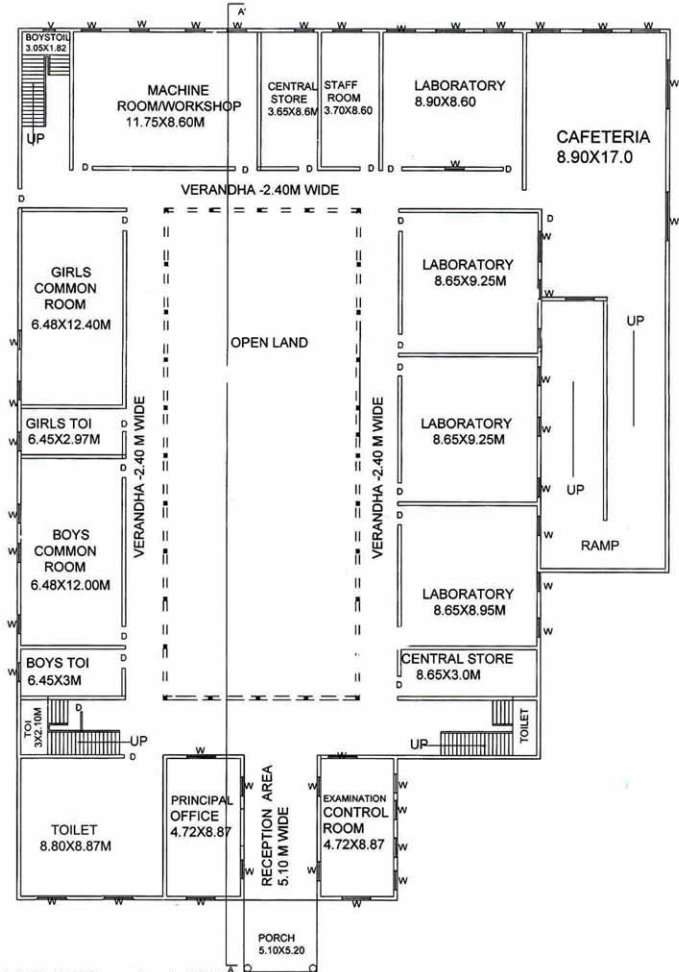 A'
V
W
W
W
W
W
W
W
W
W
W
BOYSTOIL
3.05X1.82
UP
MACHINE
ROOM/WORKSHOP
11.75X8.60M
CENTRAL
STORE
3.65X8.6M
STAFF
ROOM
3.70X8.60
LABORATORY
8.90X8.60
CAFETERIA
8.90X17.0
W
W
D
D
D
D
D
W
D
VERANDHA -2.40M WIDE
D
D
D
D
GIRLS
COMMON
ROOM
6.48X12.40M
LABORATORY
8.65X9.25M
W
W
OPEN LAND
UP
W
D
D
W
W
GIRLS TOI
6.45X2.97M
D
W
D
VERANDHA -2.40 M WIDE
VERANDHA -2.40 M WIDE
LABORATORY
8.65X9.25M
W
W
D
D
UP
W
BOYS
COMMON
ROOM
6.48X12.00M
W
W
RAMP
LABORATORY
8.65X8.95M
W
W
D
D
W
D
BOYS TOI
6.45X3M
W
CENTRAL STORE
8.65X3.0M
D
TOI
3X2.10M
D
UP
D
UP
TOILET
W
W
TOILET
8.80X8.87M
PRINCIPAL
OFFICE
4.72X8.87
W
W
RECEPTION AREA
5.10 M WIDE
W
W
EXAMINATION
CONTROL
ROOM
4.72X8.87
W
W
W
W
W
W
W
W
PORCH
5.10X5.20
A